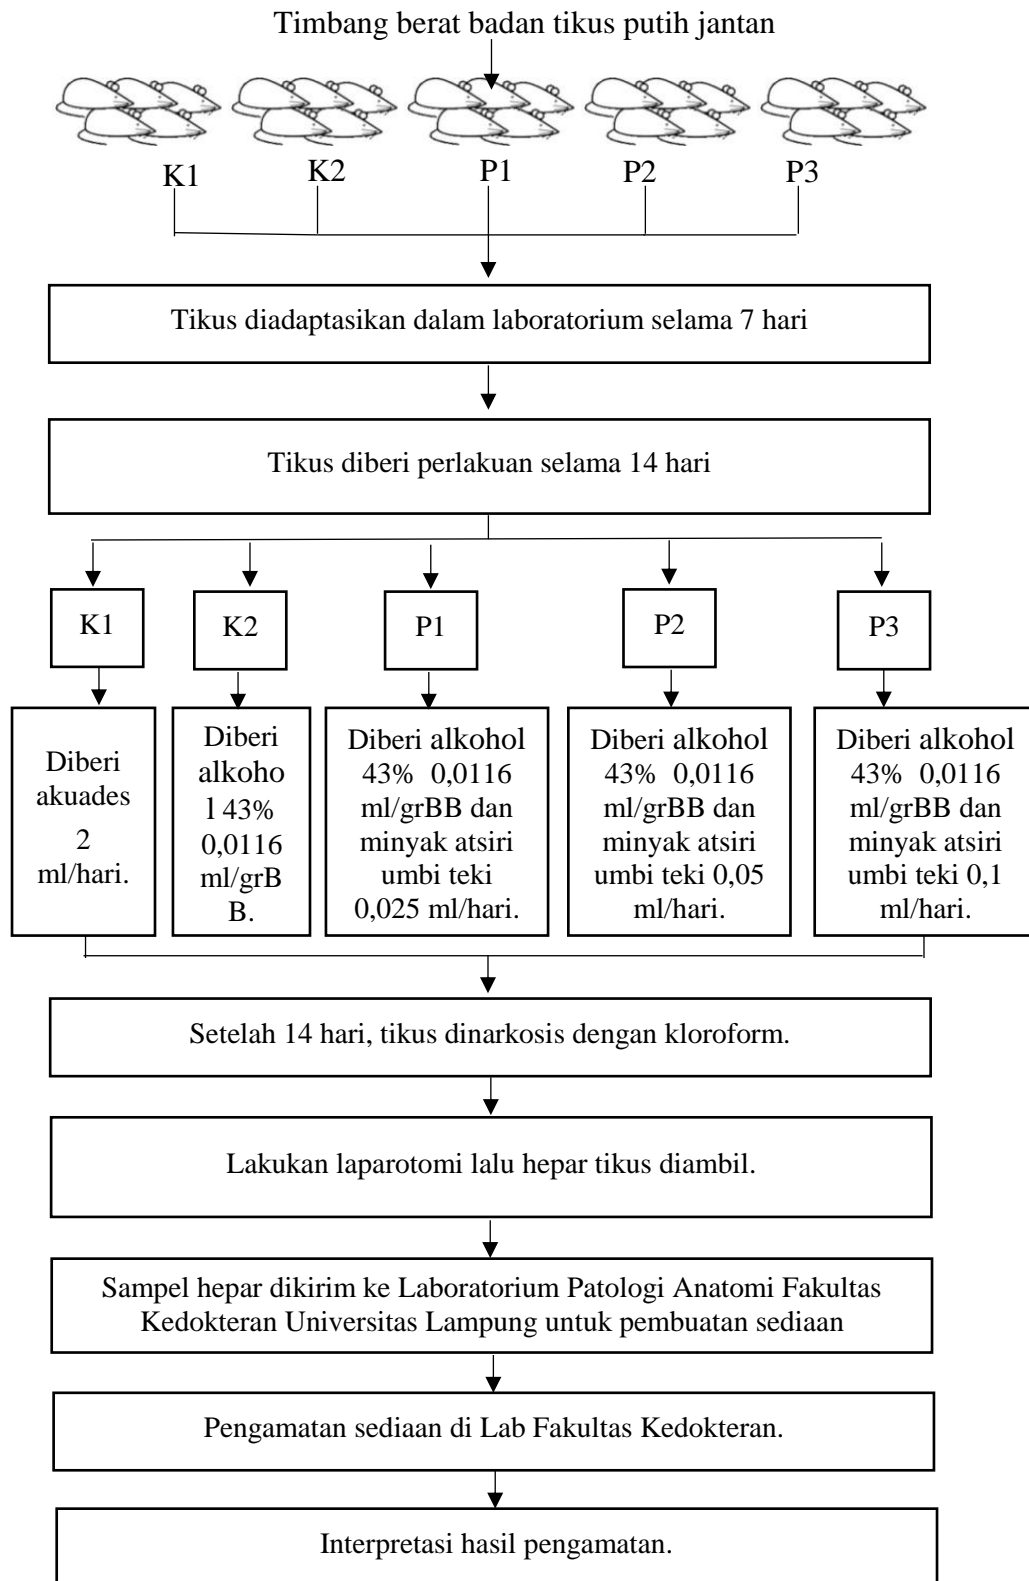 Timbang berat badan tikus putih jantan
K1
K2
P1
P2
P3
Tikus diadaptasikan dalam laboratorium selama 7 hari
Tikus diberi perlakuan selama 14 hari
K1
K2
P1
P2
P3
Diberi
akuades
2
ml/hari.
Diberi
alkoho
l 43%
0,0116
ml/grB
B.
Diberi alkohol
43% 0,0116
ml/grBB dan
minyak atsiri
umbi teki
0,025 ml/hari.
Diberi alkohol
43% 0,0116
ml/grBB dan
minyak atsiri
umbi teki 0,05
ml/hari.
Diberi alkohol
43% 0,0116
ml/grBB dan
minyak atsiri
umbi teki 0,1
ml/hari.
Setelah 14 hari, tikus dinarkosis dengan kloroform.
Lakukan laparotomi lalu hepar tikus diambil.
Sampel hepar dikirim ke Laboratorium Patologi Anatomi Fakultas
Kedokteran Universitas Lampung untuk pembuatan sediaan
Pengamatan sediaan di Lab Fakultas Kedokteran.
Interpretasi hasil pengamatan.